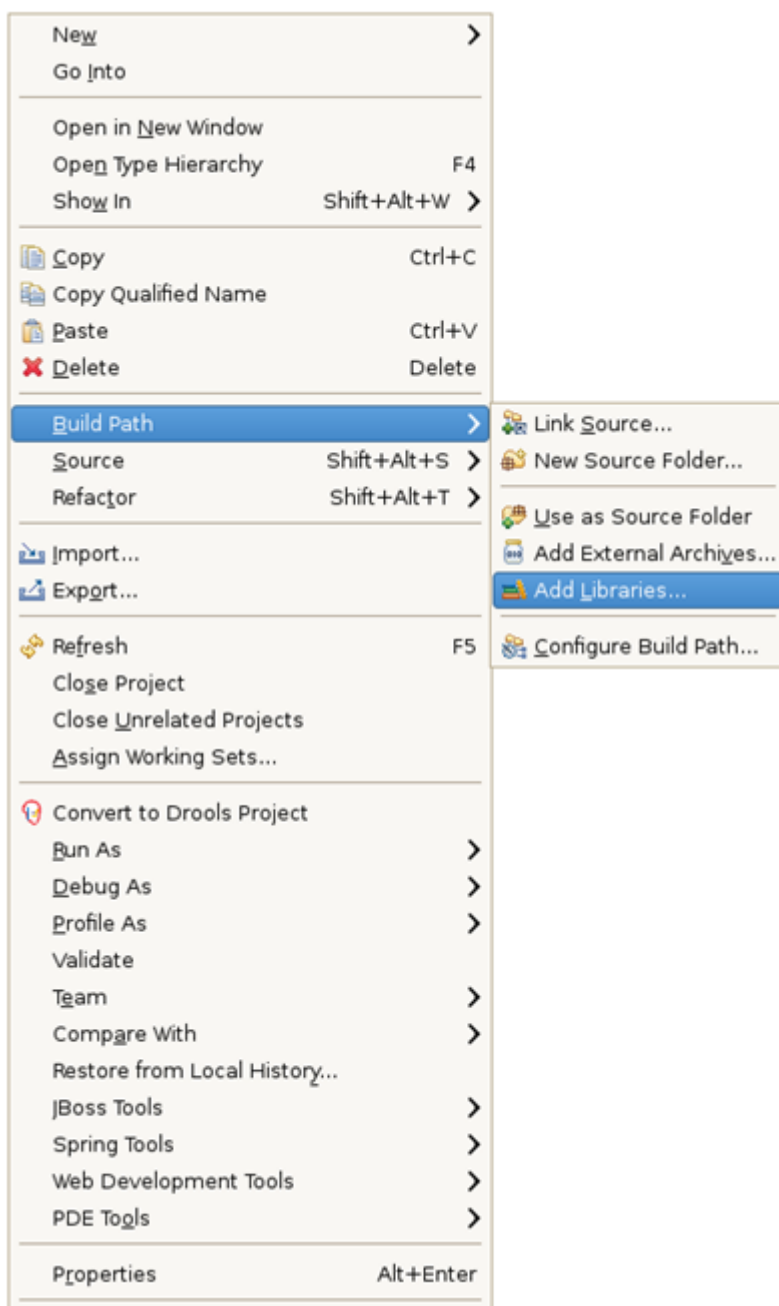 New
Go Into
Open in New Window
Open Type Hierarchy F4
Show In Shift+Alt+W
Copy Ctrl+C
Copy Qualified Name
Paste Ctrl+V
Delete Delete
Build Path
Source Shift+Alt+S
Refactor Shift+Alt+T
Import...
Export...
Refresh F5
Close Project
Close Unrelated Projects
Assign Working Sets...
Convert to Drools Project
Run As
Debug As
Profile As
Validate
Team
Compare With
Restore from Local History...
JBoss Tools
Spring Tools
Web Development Tools
PDE Tools
Properties Alt+Enter
Link Source...
New Source Folder...
Use as Source Folder
Add External Archives...
Add Libraries...
Configure Build Path...